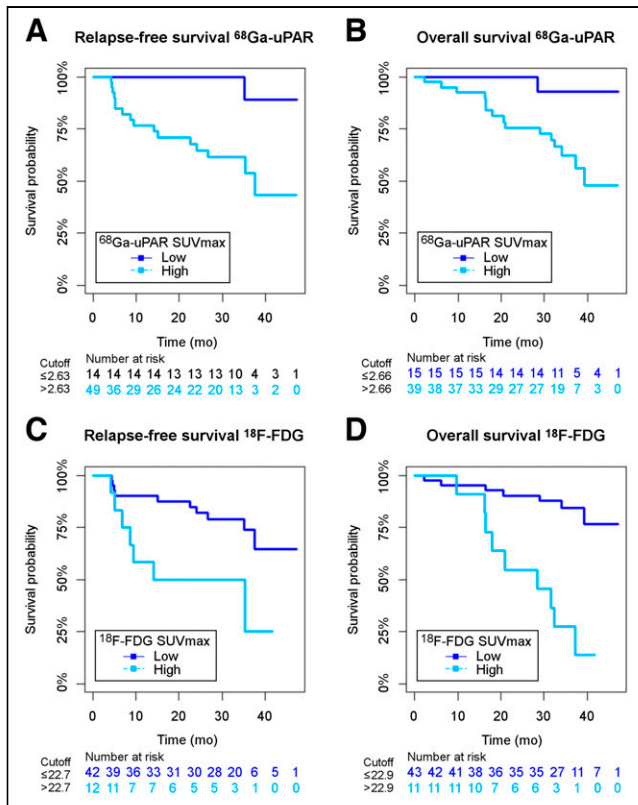 A
Relapse-free survival ⁶⁸Ga-uPAR
Survival probability
100%
75%
50%
25%
0%
⁶⁸Ga-uPAR SUVmax
Low
High
0 10 20 30 40
Time (mo)
Cutoff Number at risk
≤2.63 14 14 14 14 13 13 13 10 4 3 1
>2.63 49 36 29 26 24 22 20 13 3 2 0
B
Overall survival ⁶⁸Ga-uPAR
Survival probability
100%
75%
50%
25%
0%
⁶⁸Ga-uPAR SUVmax
Low
High
0 10 20 30 40
Time (mo)
Cutoff Number at risk
≤2.66 15 15 15 15 14 14 14 11 5 4 1
>2.66 39 38 37 33 29 27 27 19 7 3 0
C
Relapse-free survival ¹⁸F-FDG
Survival probability
100%
75%
50%
25%
0%
¹⁸F-FDG SUVmax
Low
High
0 10 20 30 40
Time (mo)
Cutoff Number at risk
≤22.7 42 39 36 33 31 30 28 20 6 5 1
>22.7 12 11 7 7 6 5 5 3 1 0 0
D
Overall survival ¹⁸F-FDG
Survival probability
100%
75%
50%
25%
0%
¹⁸F-FDG SUVmax
Low
High
0 10 20 30 40
Time (mo)
Cutoff Number at risk
≤22.9 43 42 41 38 36 35 35 27 11 7 1
>22.9 11 11 11 10 7 6 6 3 1 0 0